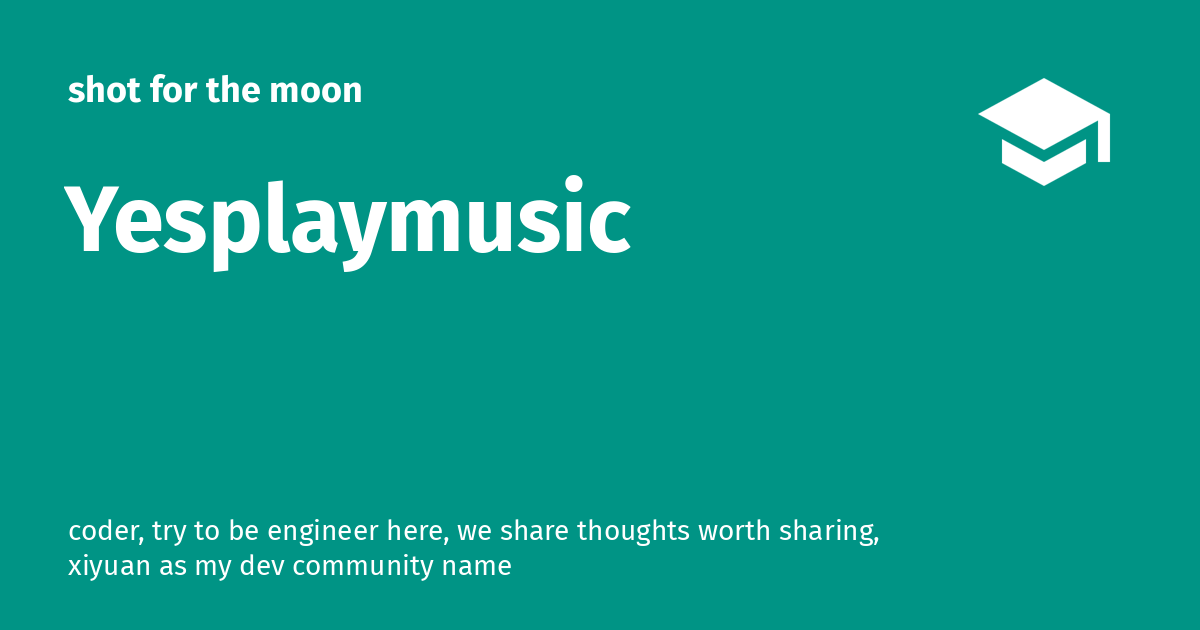 shot for the moon
Yesplaymusic
coder, try to be engineer here, we share thoughts worth sharing,
xiyuan as my dev community name